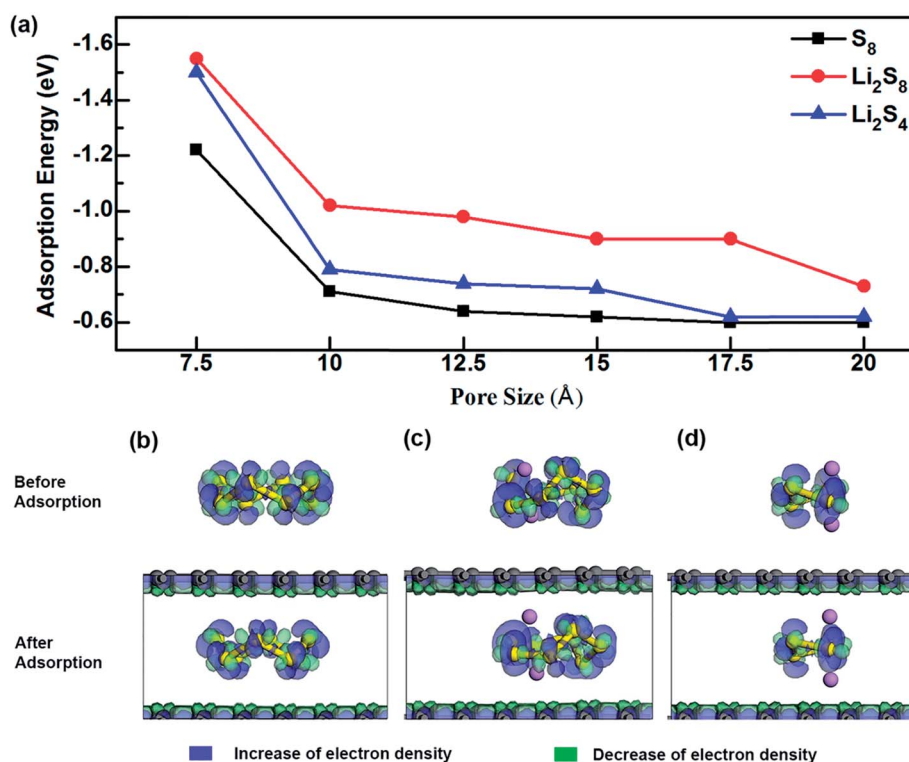 (a)
Adsorption Energy (eV)
-1.6
-1.4
-1.2
-1.0
-0.8
-0.6
S8
Li2S8
Li2S4
7.5
10
12.5
15
17.5
20
Pore Size (Å)
(b)
(c)
(d)
Before
Adsorption
After
Adsorption
Increase of electron density
Decrease of electron density